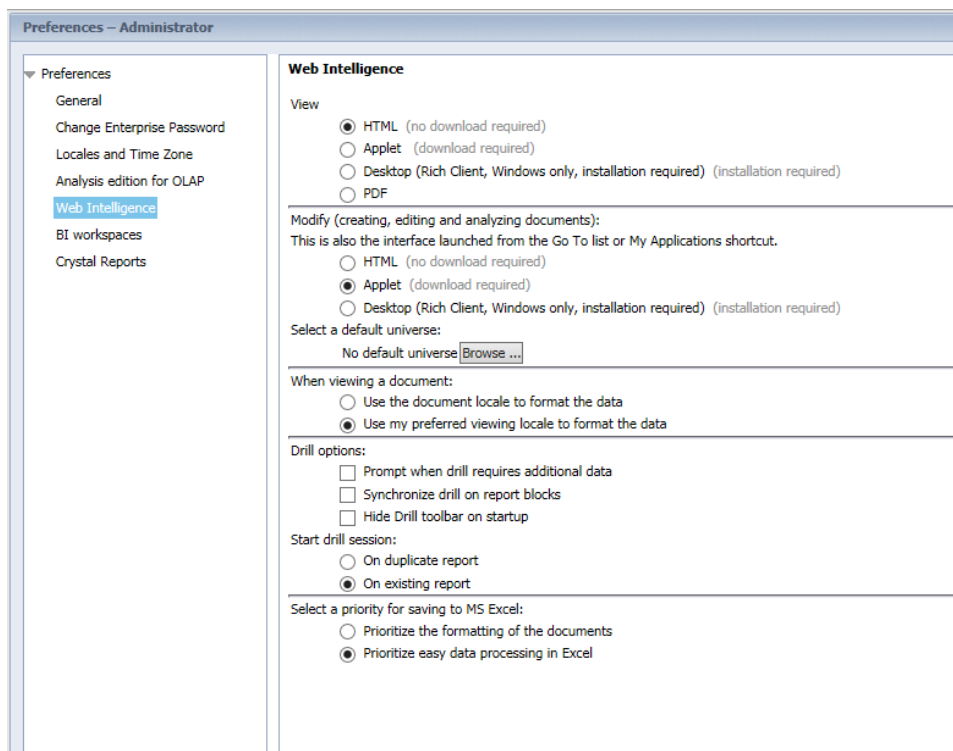 Preferences – Administrator
Preferences
General
Change Enterprise Password
Locales and Time Zone
Analysis edition for OLAP
Web Intelligence
BI workspaces
Crystal Reports
Web Intelligence
View
HTML (no download required)
Applet (download required)
Desktop (Rich Client, Windows only, installation required) (installation required)
PDF
Modify (creating, editing and analyzing documents):
This is also the interface launched from the Go To list or My Applications shortcut.
HTML (no download required)
Applet (download required)
Desktop (Rich Client, Windows only, installation required) (installation required)
Select a default universe:
No default universe Browse ...
When viewing a document:
Use the document locale to format the data
Use my preferred viewing locale to format the data
Drill options:
Prompt when drill requires additional data
Synchronize drill on report blocks
Hide Drill toolbar on startup
Start drill session:
On duplicate report
On existing report
Select a priority for saving to MS Excel:
Prioritize the formatting of the documents
Prioritize easy data processing in Excel